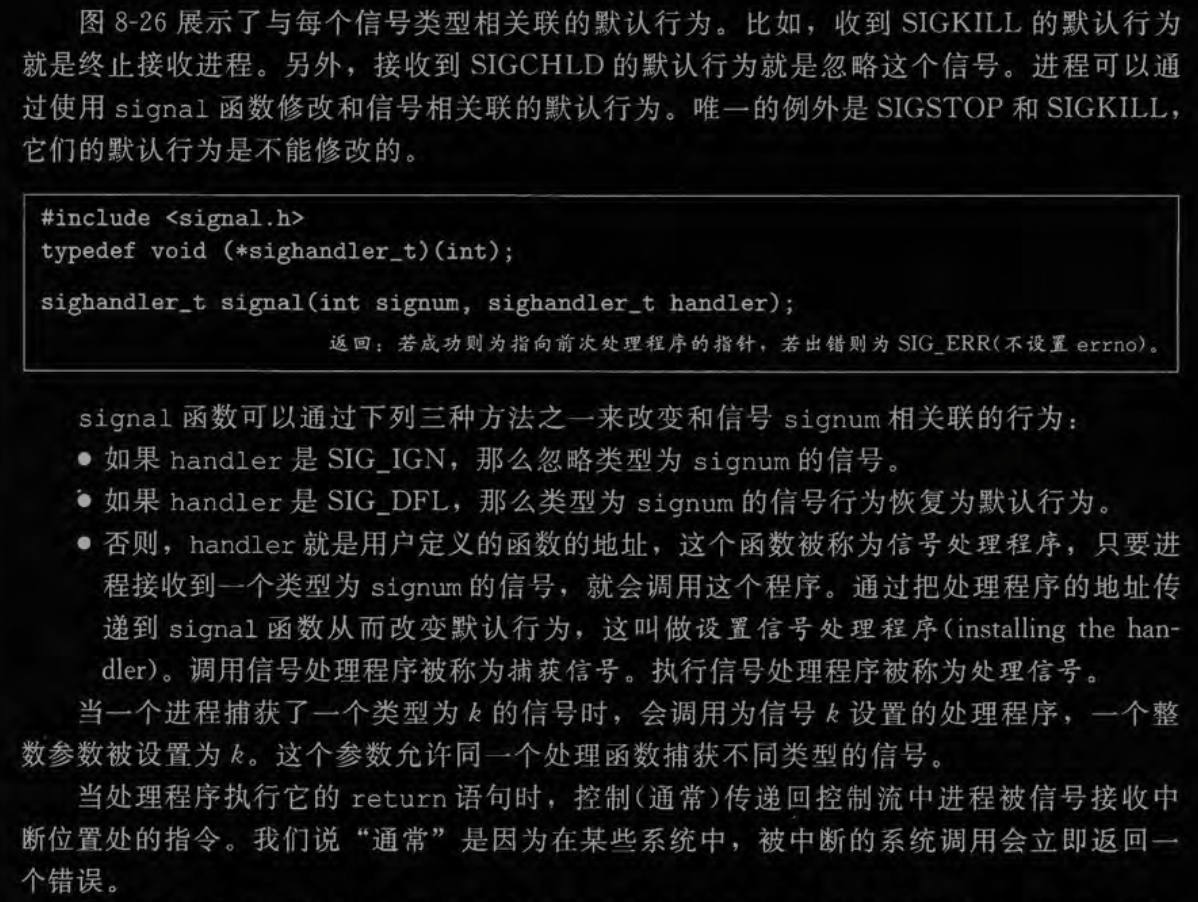 图 8-26 展示了与每个信号类型相关联的默认行为。比如，收到 SIGKILL 的默认行为
就是终止接收进程。另外，接收到 SIGCHLD 的默认行为就是忽略这个信号。进程可以通
过使用 signal 函数修改和信号相关联的默认行为。唯一的例外是 SIGSTOP 和 SIGKILL，
它们的默认行为是不能修改的。
#include <signal.h>
typedef void (*sighandler_t)(int);
sighandler_t signal(int signum, sighandler_t handler);
返回：若成功则为指向前次处理程序的指针，若出错则为 SIG_ERR(不设置 errno)。
signal 函数可以通过下列三种方法之一来改变和信号 signum 相关联的行为：
● 如果 handler 是 SIG_IGN，那么忽略类型为 signum 的信号。
● 如果 handler 是 SIG_DFL，那么类型为 signum 的信号行为恢复为默认行为。
● 否则，handler 就是用户定义的函数的地址，这个函数被称为信号处理程序，只要进
程接收到一个类型为 signum 的信号，就会调用这个程序。通过把处理程序的地址传
递到 signal 函数从而改变默认行为，这叫做设置信号处理程序(installing the han-
dler)。调用信号处理程序被称为捕获信号。执行信号处理程序被称为处理信号。
当一个进程捕获了一个类型为 k 的信号时，会调用为信号 k 设置的处理程序，一个整
数参数被设置为 k。这个参数允许同一个处理函数捕获不同类型的信号。
当处理程序执行它的 return 语句时，控制(通常)传递回控制流中进程被信号接收中
断位置处的指令。我们说“通常”是因为在某些系统中，被中断的系统调用会立即返回一
个错误。